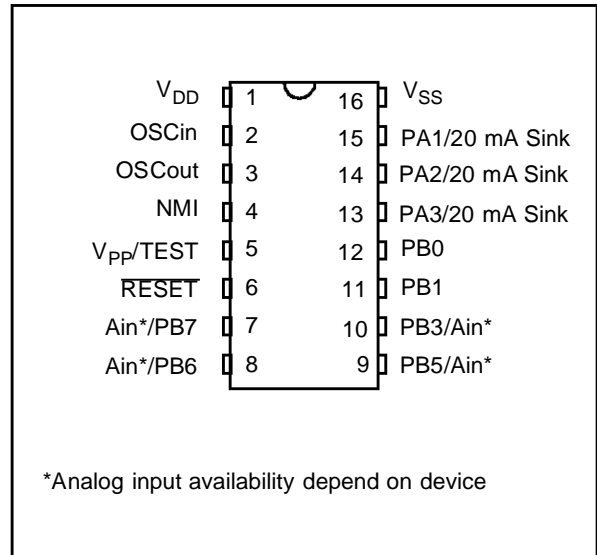 VDD 1 16 VSS
OSCin 2 15 PA1/20 mA Sink
OSCout 3 14 PA2/20 mA Sink
NMI 4 13 PA3/20 mA Sink
VPP/TEST 5 12 PB0
RESET 6 11 PB1
Ain*/PB7 7 10 PB3/Ain*
Ain*/PB6 8 9 PB5/Ain*
*Analog input availability depend on device